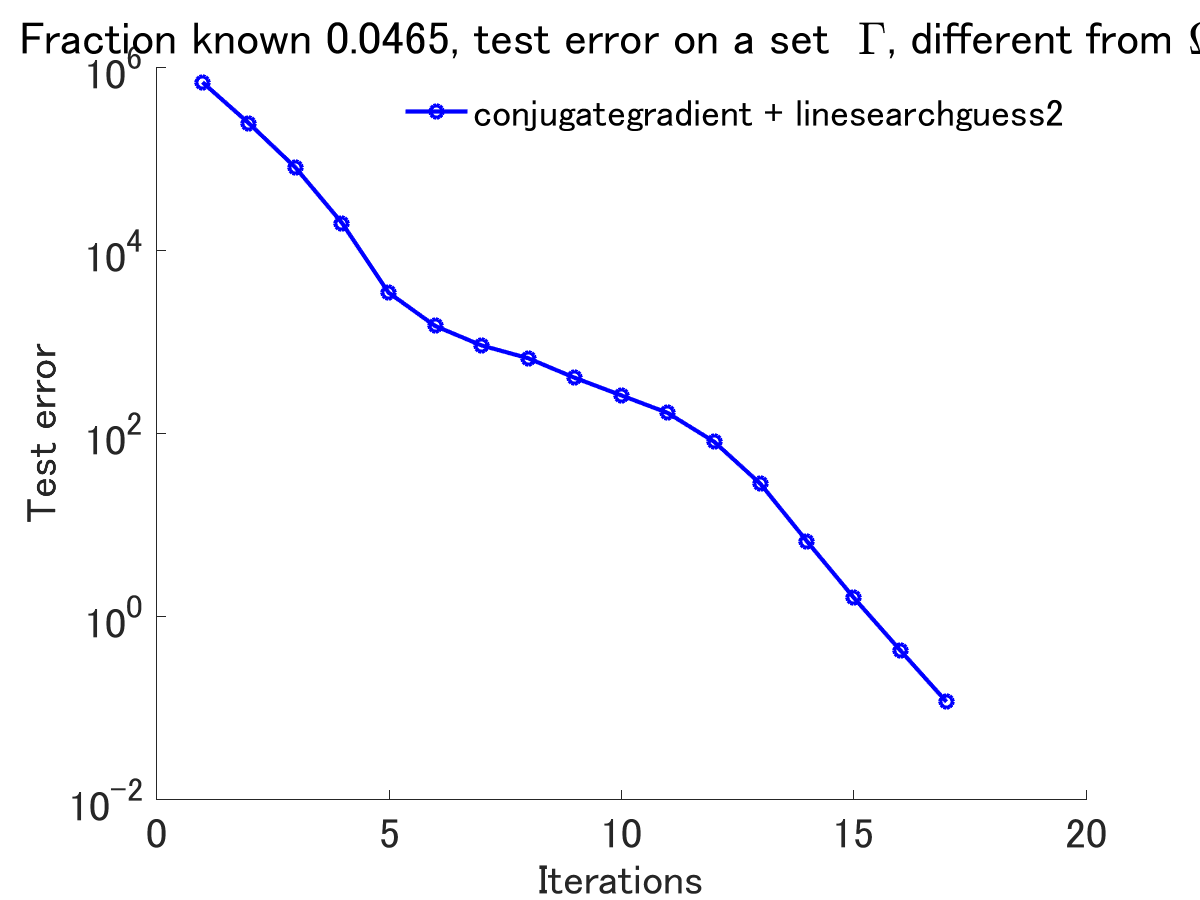 Fraction known 0.0465, test error on a set Γ, different from
10^6
conjugategradient + linesearchguess2
10^4
10^2
10^0
10^-2
Test error
0 5 10 15 20
Iterations